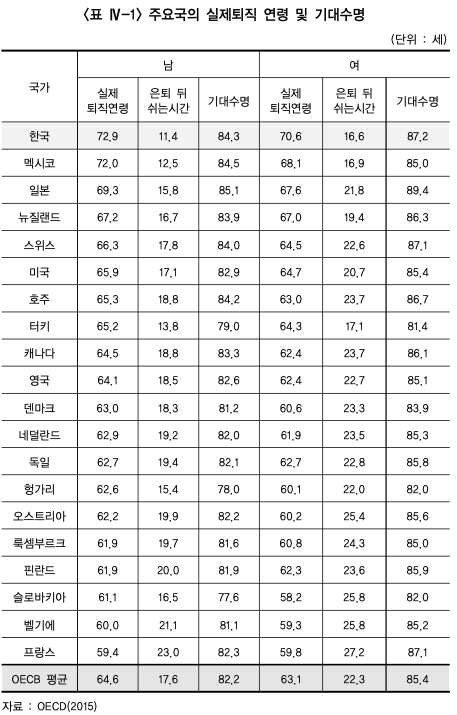 <표 Ⅳ-1> 주요국의 실제퇴직 연령 및 기대수명
(단위 : 세)
국가 남 여
실제 퇴직연령 은퇴 뒤 쉬는시간 기대수명 실제 퇴직연령 은퇴 뒤 쉬는시간 기대수명
한국 72.9 11.4 84.3 70.6 16.6 87.2
멕시코 72.0 12.5 84.5 68.1 16.9 85.0
일본 69.3 15.8 85.1 67.6 21.8 89.4
뉴질랜드 67.2 16.7 83.9 67.0 19.4 86.3
스위스 66.3 17.8 84.0 64.5 22.6 87.1
미국 65.9 17.1 82.9 64.7 20.7 85.4
호주 65.3 18.8 84.2 63.0 23.7 86.7
터키 65.2 13.8 79.0 64.3 17.1 81.4
캐나다 64.5 18.8 83.3 62.4 23.7 86.1
영국 64.1 18.5 82.6 62.4 22.7 85.1
덴마크 63.0 18.3 81.2 60.6 23.3 83.9
네덜란드 62.9 19.2 82.0 61.9 23.5 85.3
독일 62.7 19.4 82.1 62.7 22.8 85.8
헝가리 62.6 15.4 78.0 60.1 22.0 82.0
오스트리아 62.2 19.9 82.2 60.2 25.4 85.6
룩셈부르크 61.9 19.7 81.6 60.8 24.3 85.0
핀란드 61.9 20.0 81.9 62.3 23.6 85.9
슬로바키아 61.1 16.5 77.6 58.2 25.8 82.0
벨기에 60.0 21.1 81.1 59.3 25.8 85.2
프랑스 59.4 23.0 82.3 59.8 27.2 87.1
OECB 평균 64.6 17.6 82.2 63.1 22.3 85.4
자료 : OECD(2015)